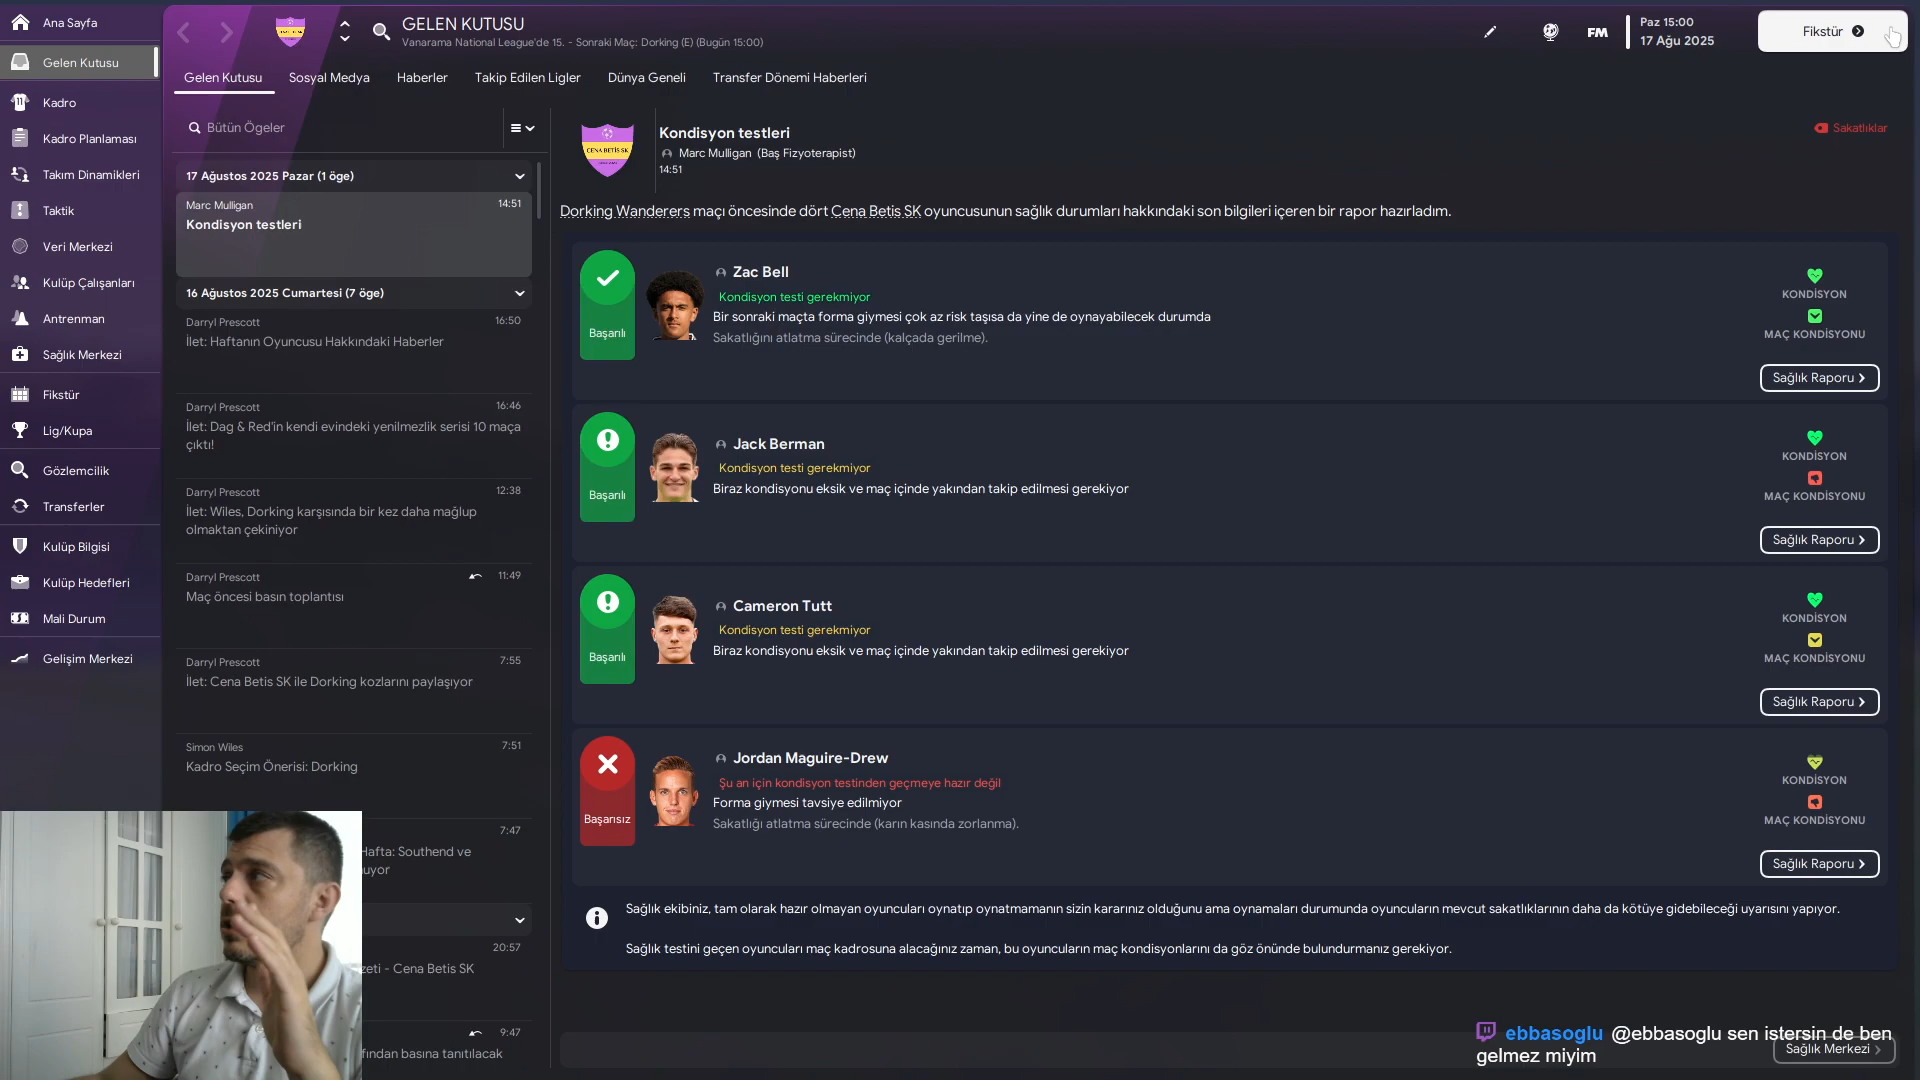 Ana Sayfa
Gelen Kutusu
Kadro
Kadro Planlaması
Takım Dinamikleri
Taktik
Veri Merkezi
Kulüp Çalışanları
Antrenman
Sağlık Merkezi
Fikstür
Lig/Kupa
Gözlemcilik
Transferler
Kulüp Bilgisi
Kulüp Hedefleri
Mali Durum
Gelişim Merkezi
GELEN KUTUSU
Vanarama National League'de 15. - Sonraki Maç: Dorking (E) (Bugün 15:00)
FM
Paz 15:00
17 Ağu 2025
Fikstür
Gelen Kutusu
Sosyal Medya
Haberler
Takip Edilen Ligler
Dünya Geneli
Transfer Dönemi Haberleri
Bütün Ögeler
17 Ağustos 2025 Pazar (1 öge)
Marc Mulligan 14:51
Kondisyon testleri
16 Ağustos 2025 Cumartesi (7 öge)
Darryl Prescott 16:50
İlet: Haftanın Oyuncusu Hakkındaki Haberler
Darryl Prescott 16:46
İlet: Dag & Red'in kendi evindeki yenilmezlik serisi 10 maça
çıktı!
Darryl Prescott 12:38
İlet: Wiles, Dorking karşısında bir kez daha mağlup
olmaktan çekiniyor
Darryl Prescott 11:49
Maç öncesi basın toplantısı
Darryl Prescott 7:55
İlet: Cena Betis SK ile Dorking kozlarını paylaşıyor
Simon Wiles 7:51
Kadro Seçim Önerisi: Dorking
7:47
Hafta: Southend ve
uyor
20:57
zeti - Cena Betis SK
9:47
fından basına tanıtılacak
CENA BETİS SK
Kondisyon testleri
Marc Mulligan (Baş Fizyoterapist)
14:51
Sakatlıklar
Dorking Wanderers maçı öncesinde dört Cena Betis SK oyuncusunun sağlık durumları hakkındaki son bilgileri içeren bir rapor hazırladım.
Başarılı
Zac Bell
Kondisyon testi gerekmiyor
Bir sonraki maçta forma giymesi çok az risk taşısa da yine de oynayabilecek durumda
Sakatlığını atlatma sürecinde (kalçada gerilme).
KONDİSYON
MAÇ KONDİSYONU
Sağlık Raporu
Başarılı
Jack Berman
Kondisyon testi gerekmiyor
Biraz kondisyonu eksik ve maç içinde yakından takip edilmesi gerekiyor
KONDİSYON
MAÇ KONDİSYONU
Sağlık Raporu
Başarılı
Cameron Tutt
Kondisyon testi gerekmiyor
Biraz kondisyonu eksik ve maç içinde yakından takip edilmesi gerekiyor
KONDİSYON
MAÇ KONDİSYONU
Sağlık Raporu
Başarısız
Jordan Maguire-Drew
Şu an için kondisyon testinden geçmeye hazır değil
Forma giymesi tavsiye edilmiyor
Sakatlığı atlatma sürecinde (karın kasında zorlanma).
KONDİSYON
MAÇ KONDİSYONU
Sağlık Raporu
Sağlık ekibiniz, tam olarak hazır olmayan oyuncuları oynatıp oynatmamanın sizin kararınız olduğunu ama oynamaları durumunda oyuncuların mevcut sakatlıklarının daha da kötüye gidebileceği uyarısını yapıyor.
Sağlık testini geçen oyuncuları maç kadrosuna alacağınız zaman, bu oyuncuların maç kondisyonlarını da göz önünde bulundurmanız gerekiyor.
ebbasoglu @ebbasoglu sen istersin de ben
gelmez miyim
Sağlık Merkezi